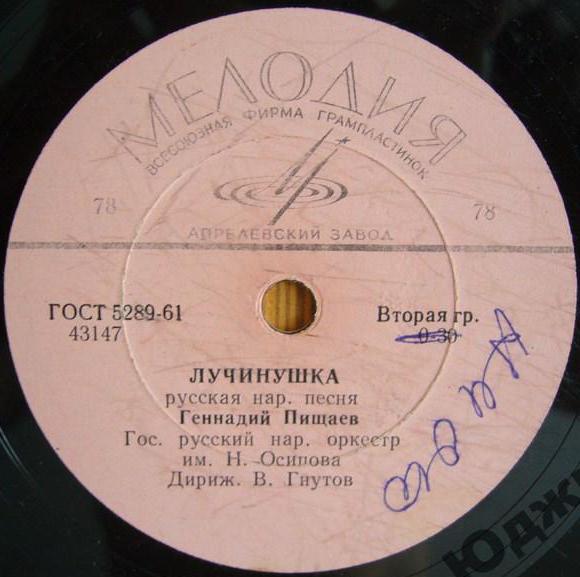 МЕЛОДИЯ
ВСЕСОЮЗНАЯ ФИРМА ГРАМПЛАСТИНОК
78
78
АПРЕЛЕВСКИЙ ЗАВОД
ГОСТ 5289-61
43147
Вторая гр.
0-30
ЛУЧИНУШКА
русская нар. песня
Геннадий Пищаев
Гос. русский нар. оркестр
им. Н. Осипова
Дириж. В. Гнутов